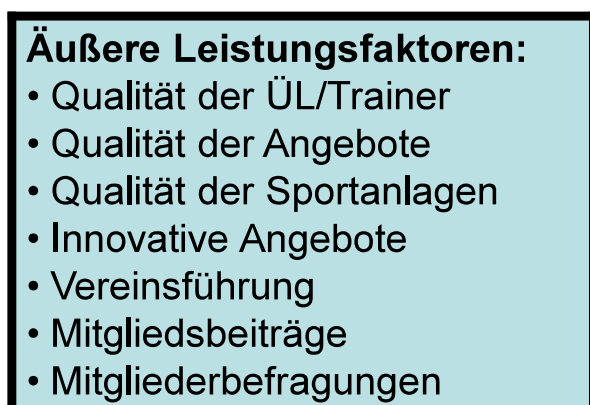 Äußere Leistungsfaktoren:
• Qualität der ÜL/Trainer
• Qualität der Angebote
• Qualität der Sportanlagen
• Innovative Angebote
• Vereinsführung
• Mitgliedsbeiträge
• Mitgliederbefragungen